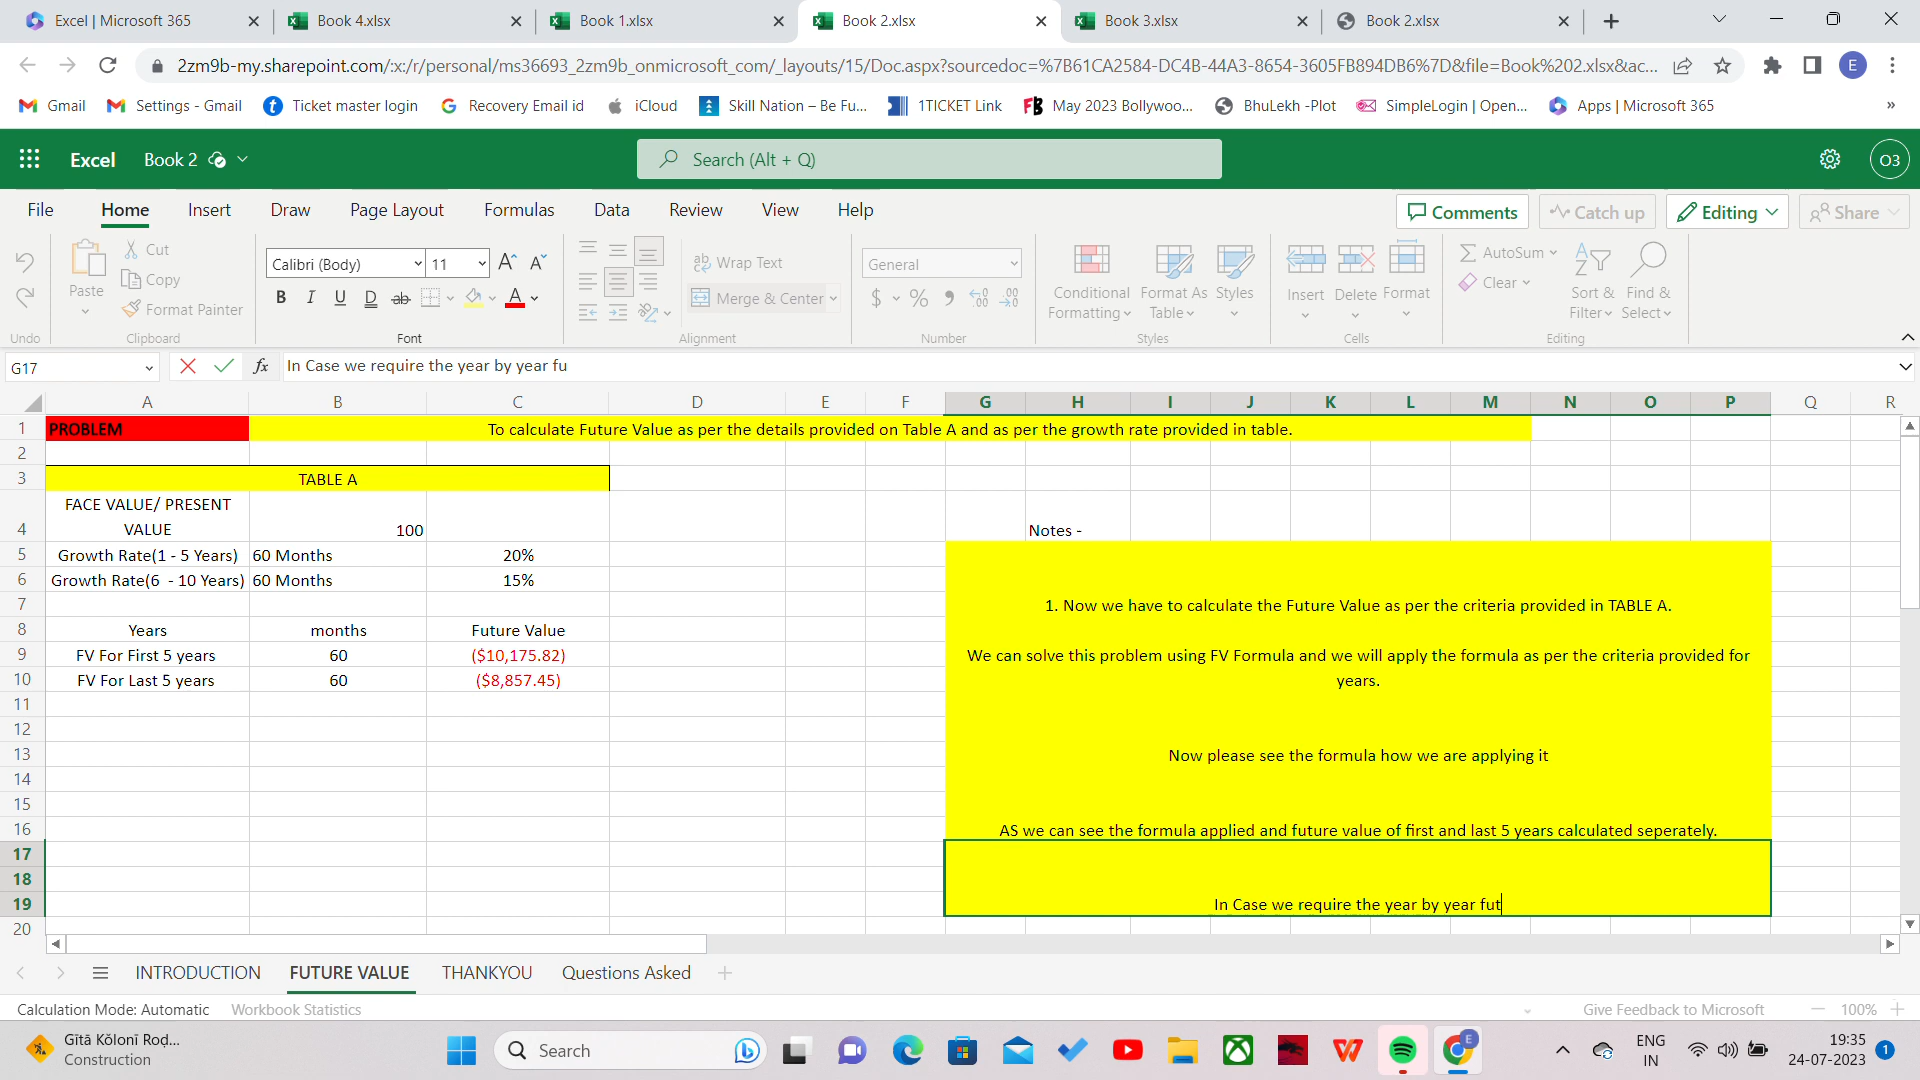 Excel | Microsoft 365
Book 4.xlsx
Book 1.xlsx
Book 2.xlsx
Book 3.xlsx
Book 2.xlsx
2zm9b-my.sharepoint.com/:x:/r/personal/ms36693_2zm9b_onmicrosoft_com/_layouts/15/Doc.aspx?sourcedoc=%7B61CA2584-DC4B-44A3-8654-3605FB894DB6%7D&file=Book%202.xlsx&ac...
E
Gmail
Settings - Gmail
Ticket master login
Recovery Email id
iCloud
Skill Nation – Be Fu...
1TICKET Link
May 2023 Bollywoo...
BhuLekh -Plot
SimpleLogin | Open...
Apps | Microsoft 365
Excel
Book 2
Search (Alt + Q)
O3
File
Home
Insert
Draw
Page Layout
Formulas
Data
Review
View
Help
Comments
Catch up
Editing
Share
Paste
Cut
Copy
Format Painter
Calibri (Body)
11
Wrap Text
Merge & Center
General
Conditional Formatting
Format As Table
Styles
Insert
Delete
Format
AutoSum
Clear
Sort & Filter
Find & Select
Undo
Clipboard
Font
Alignment
Number
Styles
Cells
Editing
G17
fx
In Case we require the year by year fu
A B C D E F G H I J K L M N O P Q R
1 PROBLEM To calculate Future Value as per the details provided on Table A and as per the growth rate provided in table.
2
3 TABLE A
FACE VALUE/ PRESENT
4 VALUE 100 Notes -
5 Growth Rate(1 - 5 Years) 60 Months 20%
6 Growth Rate(6 - 10 Years) 60 Months 15%
7 1. Now we have to calculate the Future Value as per the criteria provided in TABLE A.
8 Years months Future Value
9 FV For First 5 years 60 ($10,175.82) We can solve this problem using FV Formula and we will apply the formula as per the criteria provided for
10 FV For Last 5 years 60 ($8,857.45) years.
11
12
13 Now please see the formula how we are applying it
14
15
16 AS we can see the formula applied and future value of first and last 5 years calculated seperately.
17
18
19 In Case we require the year by year fut
20
INTRODUCTION
FUTURE VALUE
THANKYOU
Questions Asked
Calculation Mode: Automatic
Workbook Statistics
Give Feedback to Microsoft
100%
Gītā Kŏlonī Roḍ...
Construction
Search
E
ENG
IN
19:35
24-07-2023
1